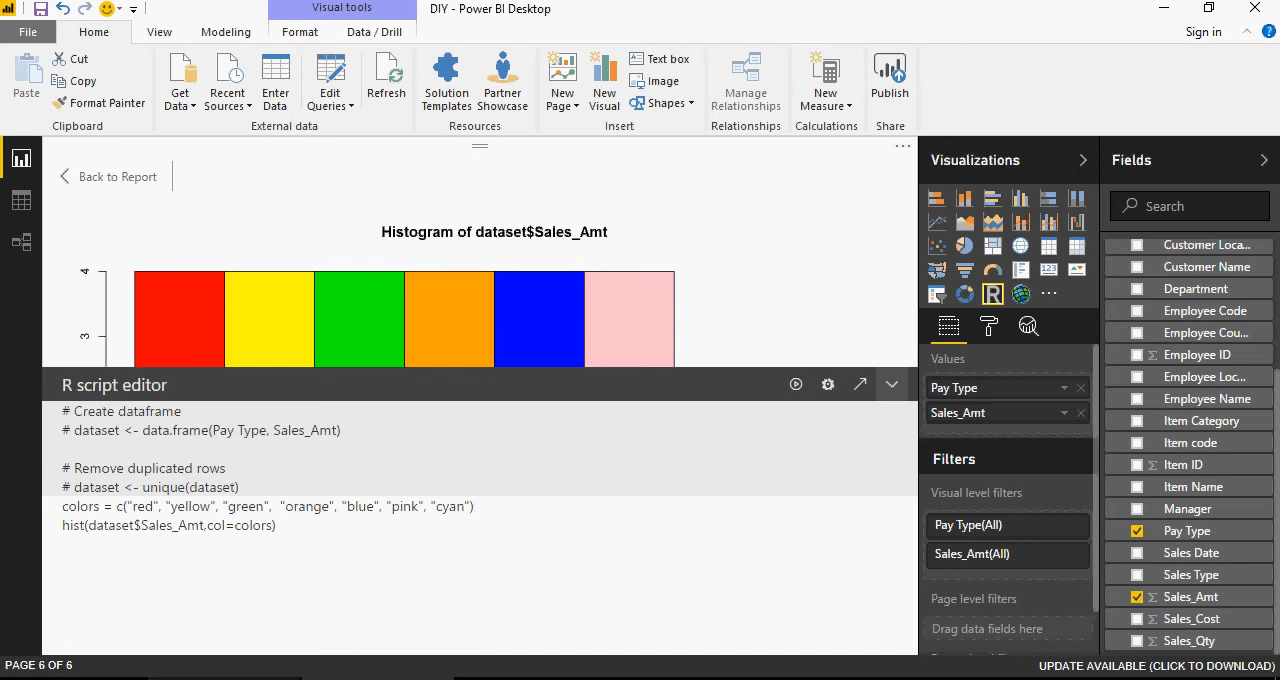 Visual tools
DIY - Power BI Desktop
File
Home
View
Modeling
Format
Data / Drill
Sign in
Paste
Cut
Copy
Format Painter
Get Data
Recent Sources
Enter Data
Edit Queries
Refresh
Solution Templates
Partner Showcase
New Page
New Visual
Text box
Image
Shapes
Manage Relationships
New Measure
Publish
Clipboard
External data
Resources
Insert
Relationships
Calculations
Share
Back to Report
Histogram of dataset$Sales_Amt
4
3
R script editor
# Create dataframe
# dataset <- data.frame(Pay Type, Sales_Amt)
# Remove duplicated rows
# dataset <- unique(dataset)
colors = c("red", "yellow", "green",  "orange", "blue", "pink", "cyan")
hist(dataset$Sales_Amt,col=colors)
Visualizations
R
123
Values
Pay Type
Sales_Amt
Filters
Visual level filters
Pay Type(All)
Sales_Amt(All)
Page level filters
Drag data fields here
Fields
Search
Customer Loca...
Customer Name
Department
Employee Code
Employee Cou...
Σ Employee ID
Employee Loc...
Employee Name
Item Category
Item code
Σ Item ID
Item Name
Manager
Pay Type
Sales Date
Sales Type
Σ Sales_Amt
Σ Sales_Cost
Σ Sales_Qty
PAGE 6 OF 6
UPDATE AVAILABLE (CLICK TO DOWNLOAD)